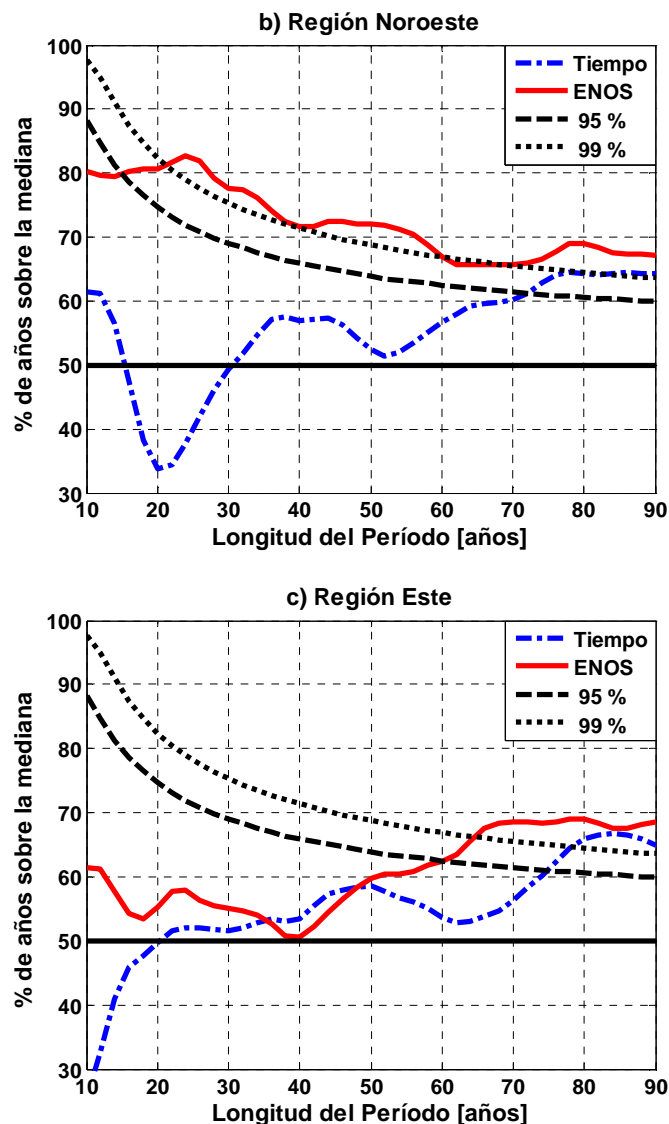 b) Región Noroeste
% de años sobre la mediana
100
90
80
70
60
50
40
30
Tiempo
ENOS
95 %
99 %
10 20 30 40 50 60 70 80 90
Longitud del Período [años]
c) Región Este
% de años sobre la mediana
100
90
80
70
60
50
40
30
Tiempo
ENOS
95 %
99 %
10 20 30 40 50 60 70 80 90
Longitud del Período [años]